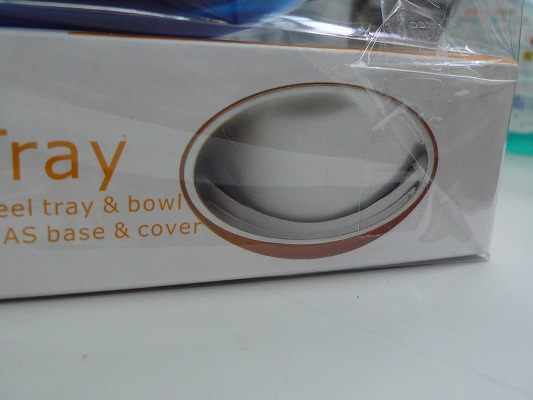 Tray
eel tray & bowl
AS base & cover